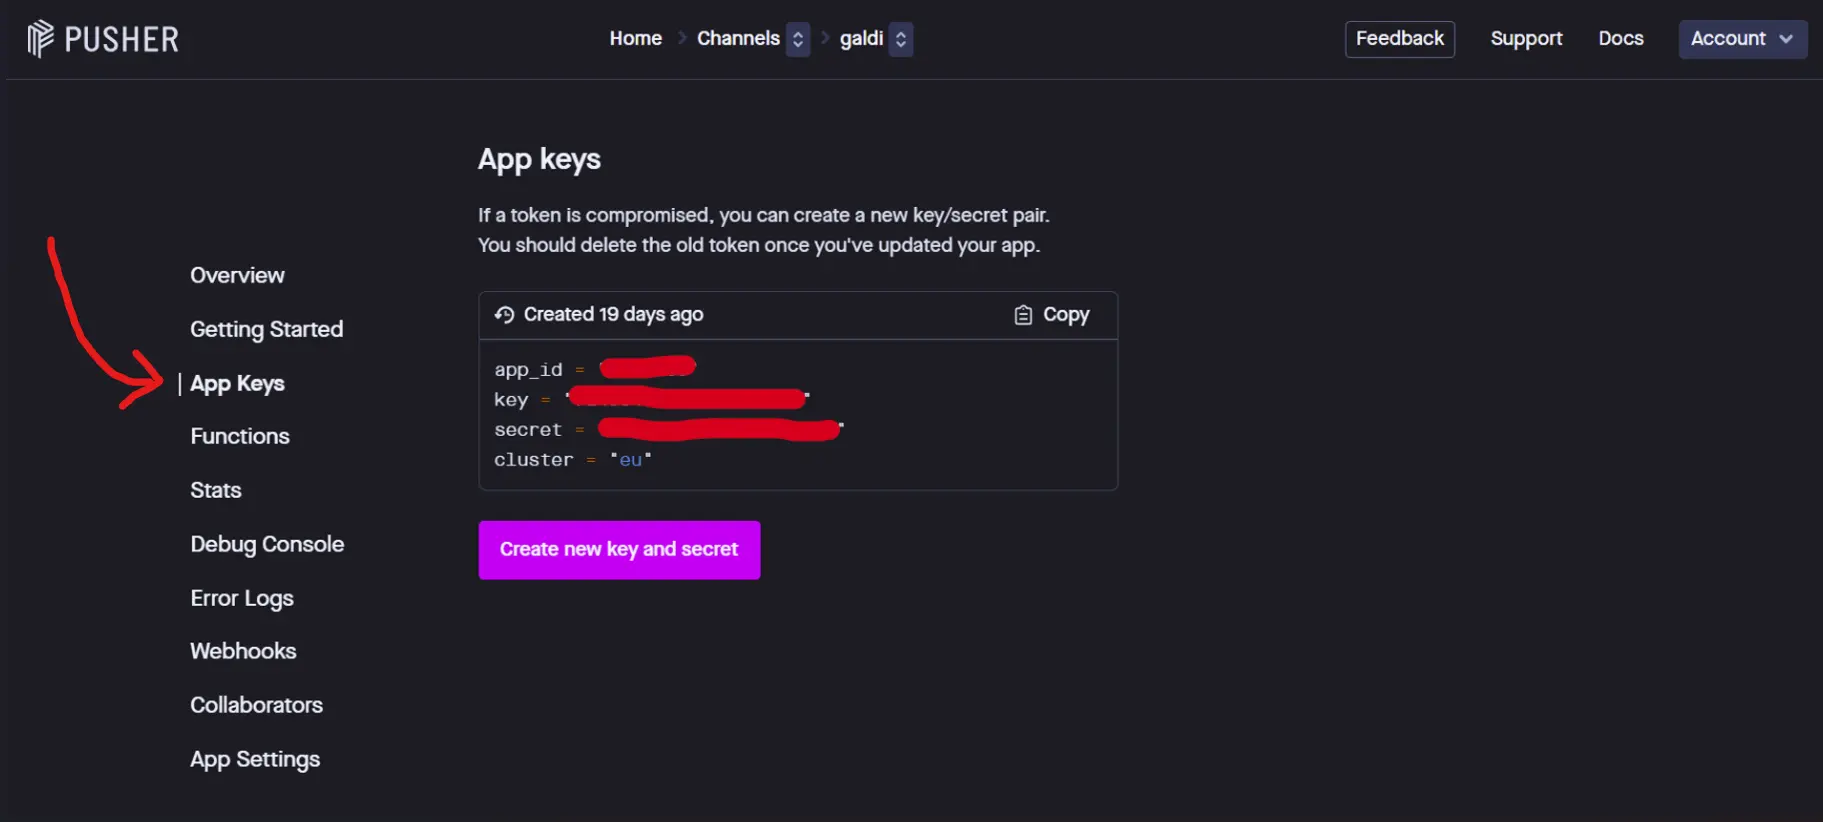 PUSHER
Home > Channels > galdi
Feedback
Support
Docs
Account
App keys
If a token is compromised, you can create a new key/secret pair.
You should delete the old token once you've updated your app.
Overview
Getting Started
App Keys
Functions
Stats
Debug Console
Error Logs
Webhooks
Collaborators
App Settings
Created 19 days ago
Copy
app_id =
key = " "
secret = "
cluster = "eu"
Create new key and secret